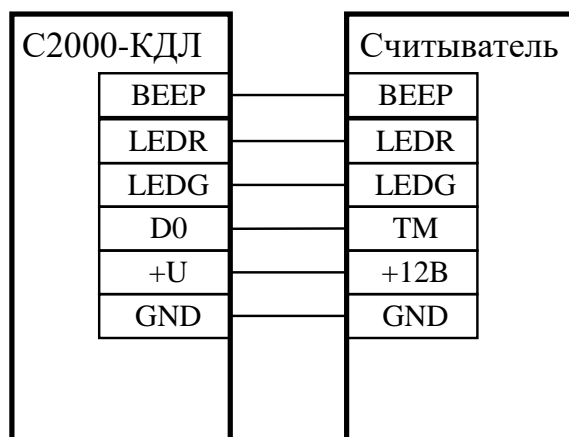 С2000-КДЛ
BEEP
LEDR
LEDG
D0
+U
GND
Считыватель
BEEP
LEDR
LEDG
TM
+12В
GND